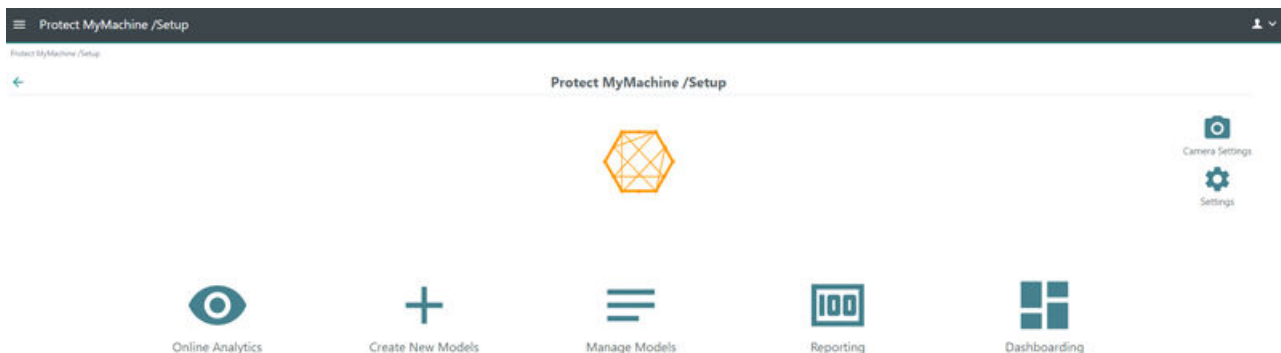 Protect MyMachine /Setup
Protect MyMachine /Setup
Protect MyMachine /Setup
Camera Settings
Settings
100
Online Analytics
Create New Models
Manage Models
Reporting
Dashboarding